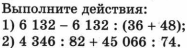 Выполните действия:
1) 6 132 – 6 132 : (36 + 48);
2) 4 346 : 82 + 45 066 : 74.